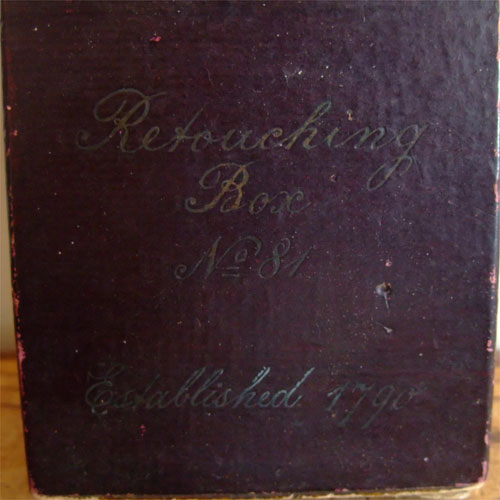 Retouching
Box
No 81
Established 1790